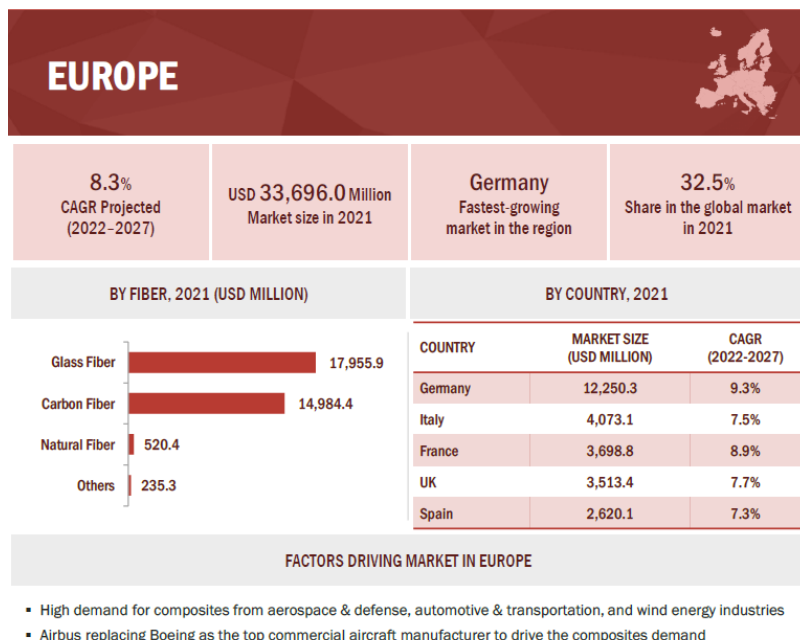 EUROPE
8.3%
CAGR Projected
(2022–2027)
USD 33,696.0 Million
Market size in 2021
Germany
Fastest-growing
market in the region
32.5%
Share in the global market
in 2021
BY FIBER, 2021 (USD MILLION)
Glass Fiber 17,955.9
Carbon Fiber 14,984.4
Natural Fiber 520.4
Others 235.3
BY COUNTRY, 2021
COUNTRY MARKET SIZE CAGR
(USD MILLION) (2022-2027)
Germany 12,250.3 9.3%
Italy 4,073.1 7.5%
France 3,698.8 8.9%
UK 3,513.4 7.7%
Spain 2,620.1 7.3%
FACTORS DRIVING MARKET IN EUROPE
▪ High demand for composites from aerospace & defense, automotive & transportation, and wind energy industries
▪ Airbus replacing Boeing as the top commercial aircraft manufacturer to drive the composites demand